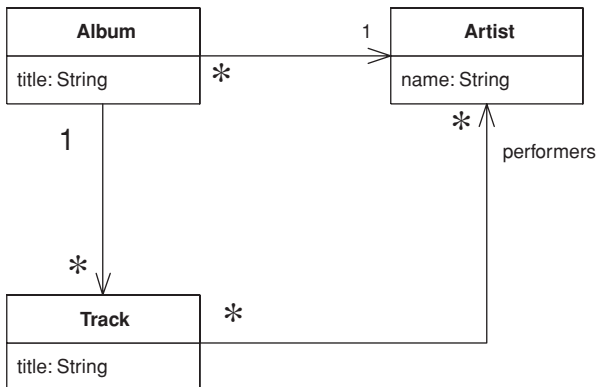 Album
1
Artist
title: String
*
name: String
*
1
performers
*
Track
*
title: String